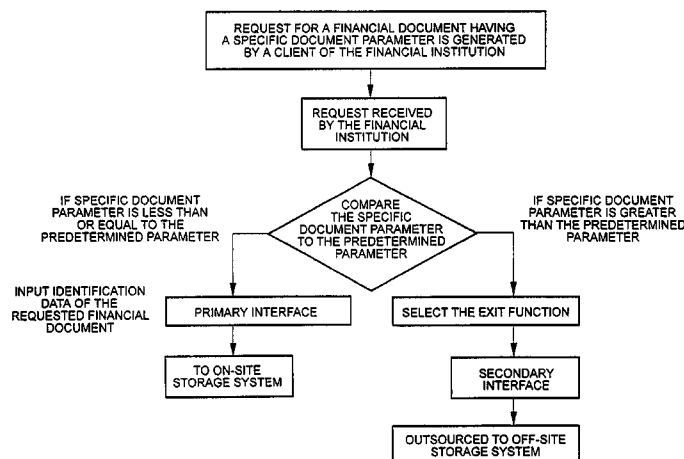 REQUEST FOR A FINANCIAL DOCUMENT HAVING
A SPECIFIC DOCUMENT PARAMETER IS GENERATED
BY A CLIENT OF THE FINANCIAL INSTITUTION
REQUEST RECEIVED
BY THE FINANCIAL
INSTITUTION
IF SPECIFIC DOCUMENT
PARAMETER IS LESS THAN
OR EQUAL TO THE
PREDETERMINED PARAMETER
COMPARE
THE SPECIFIC
DOCUMENT PARAMETER
TO THE PREDETERMINED
PARAMETER
IF SPECIFIC DOCUMENT
PARAMETER IS GREATER
THAN THE PREDETERMINED
PARAMETER
INPUT IDENTIFICATION
DATA OF THE
REQUESTED FINANCIAL
DOCUMENT
PRIMARY INTERFACE
SELECT THE EXIT FUNCTION
TO ON-SITE
STORAGE SYSTEM
SECONDARY
INTERFACE
OUTSOURCED TO OFF-SITE
STORAGE SYSTEM